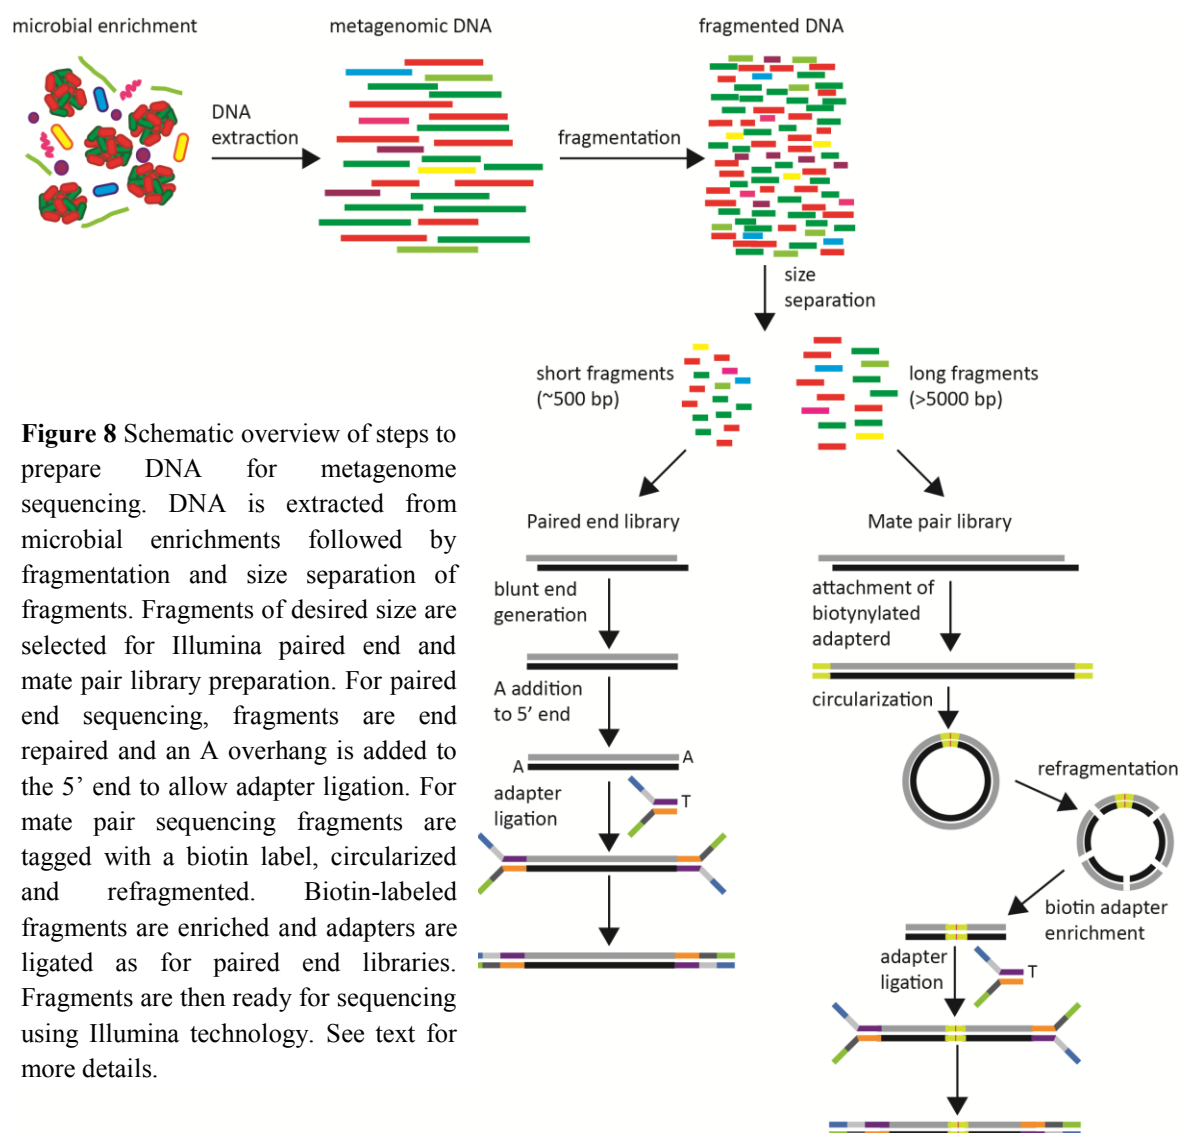 microbial enrichment
metagenomic DNA
fragmented DNA
DNA
extraction
fragmentation
size
separation
short fragments
(~500 bp)
long fragments
(>5000 bp)
Figure 8 Schematic overview of steps to
prepare DNA for metagenome
sequencing. DNA is extracted from
microbial enrichments followed by
fragmentation and size separation of
fragments. Fragments of desired size are
selected for Illumina paired end and
mate pair library preparation. For paired
end sequencing, fragments are end
repaired and an A overhang is added to
the 5’ end to allow adapter ligation. For
mate pair sequencing fragments are
tagged with a biotin label, circularized
and refragmented. Biotin-labeled
fragments are enriched and adapters are
ligated as for paired end libraries.
Fragments are then ready for sequencing
using Illumina technology. See text for
more details.
Paired end library
blunt end
generation
A addition
to 5’ end
A
A
adapter
ligation
T
Mate pair library
attachment of
biotynylated
adapterd
circularization
refragmentation
biotin adapter
enrichment
adapter
ligation
T